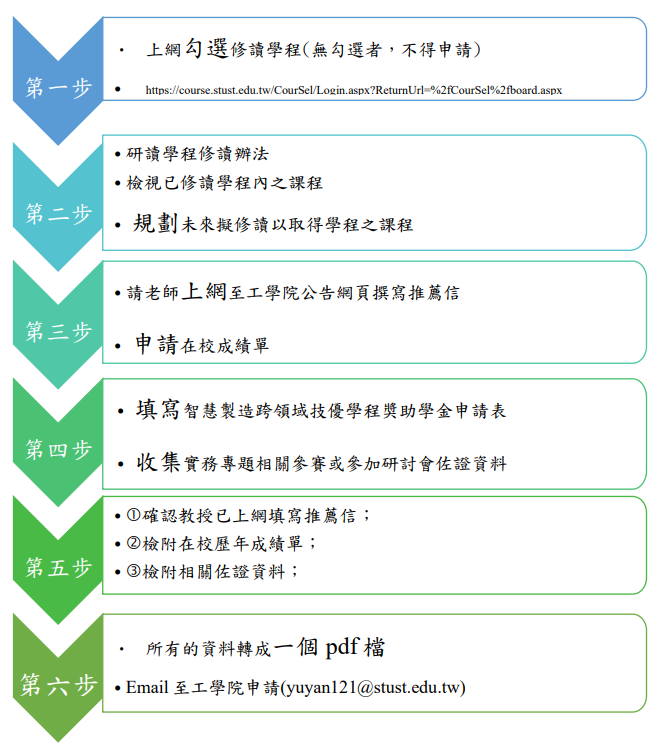 第一步
• 上網勾選修讀學程(無勾選者，不得申請)
• https://course.stust.edu.tw/CourSel/Login.aspx?ReturnUrl=%2fCourSel%2fboard.aspx
第二步
• 研讀學程修讀辦法
• 檢視已修讀學程內之課程
• 規劃未來擬修讀以取得學程之課程
第三步
• 請老師上網至工學院公告網頁撰寫推薦信
• 申請在校成績單
第四步
• 填寫智慧製造跨領域技優學程獎助學金申請表
• 收集實務專題相關參賽或參加研討會佐證資料
第五步
• ①確認教授已上網填寫推薦信；
• ②檢附在校歷年成績單；
• ③檢附相關佐證資料；
第六步
• 所有的資料轉成一個 pdf 檔
• Email 至工學院申請(yuyan121@stust.edu.tw)